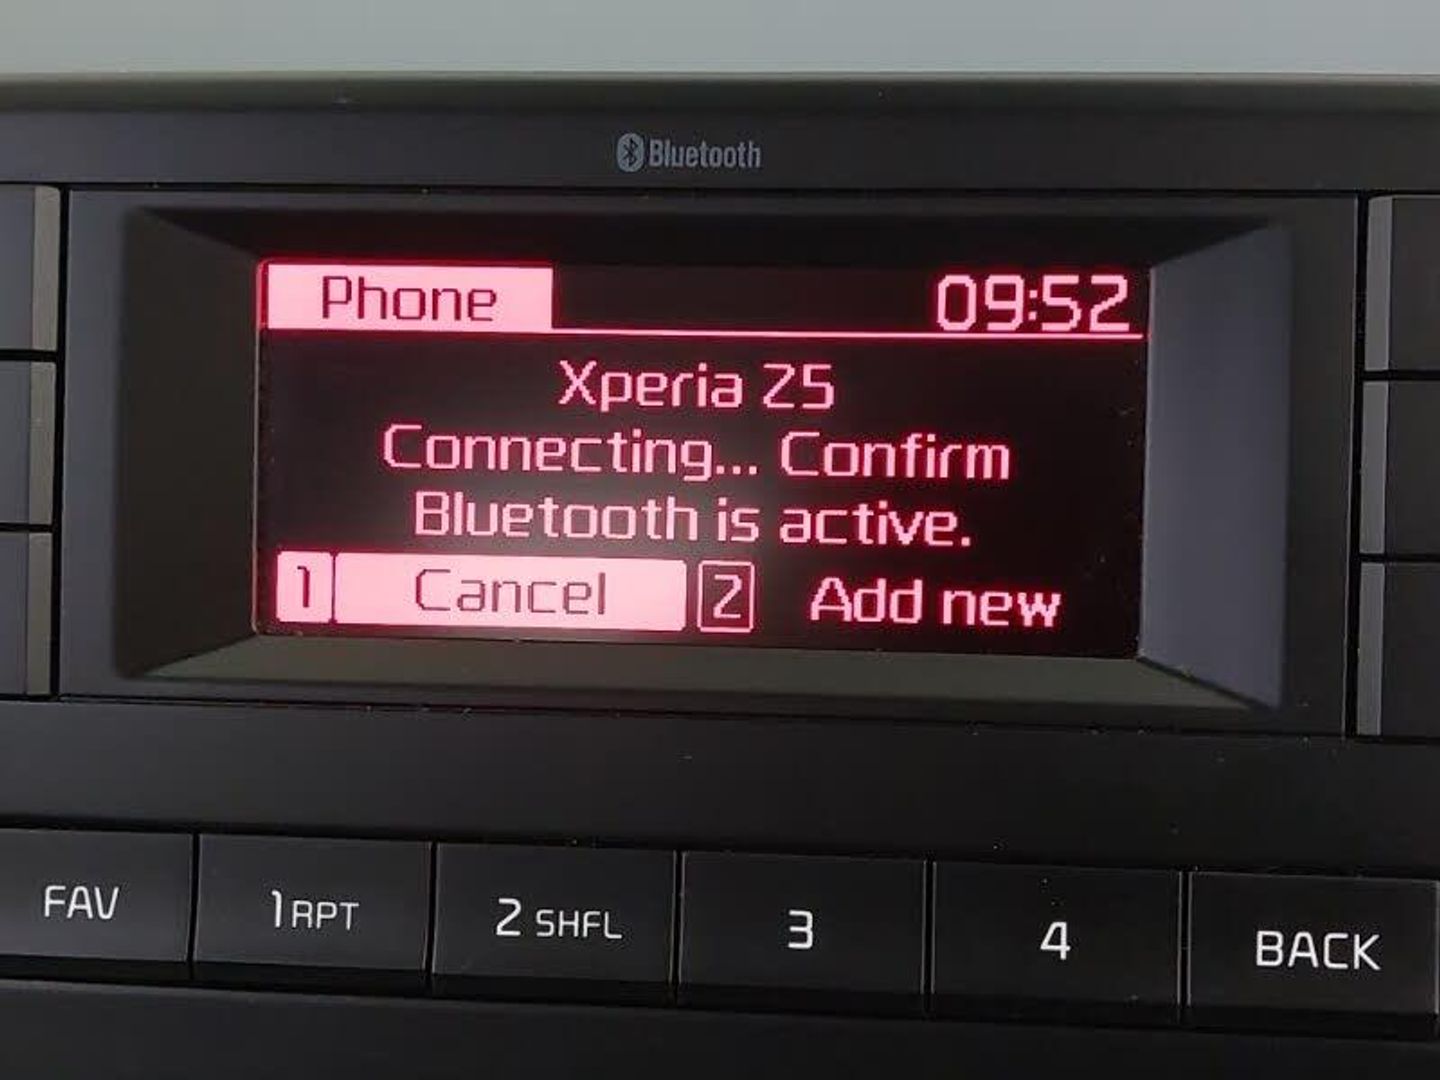 Bluetooth
Phone 09:52
Xperia Z5
Connecting... Confirm
Bluetooth is active.
1 Cancel 2 Add new
FAV 1 RPT 2 SHFL 3 4 BACK